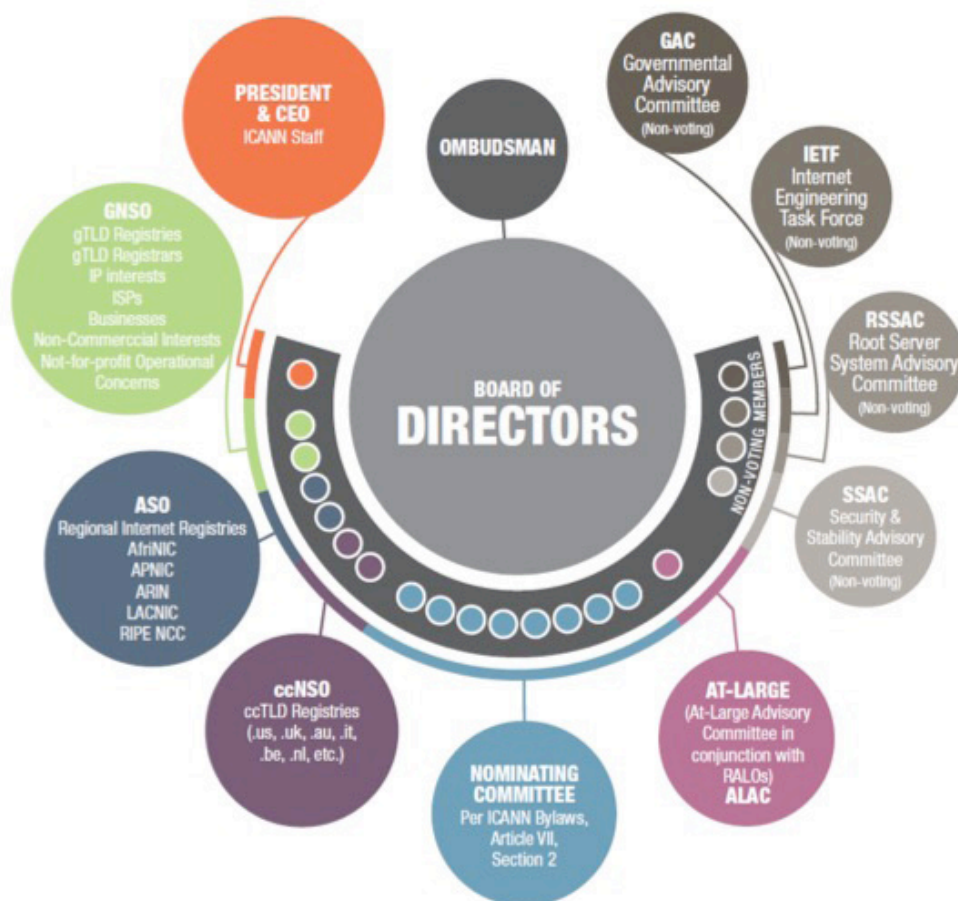 PRESIDENT
& CEO
ICANN Staff
OMBUDSMAN
GAC
Governmental
Advisory
Committee
(Non-voting)
IETF
Internet
Engineering
Task Force
(Non-voting)
GNSO
gTLD Registries
gTLD Registrars
IP interests
ISPs
Businesses
Non-Commerccial Interests
Not-for-profit Operational
Concerns
RSSAC
Root Server
System Advisory
Committee
(Non-voting)
BOARD OF
DIRECTORS
NON-VOTING MEMBERS
ASO
Regional Internet Registries
AfriNIC
APNIC
ARIN
LACNIC
RIPE NCC
SSAC
Security &
Stability Advisory
Committee
(Non-voting)
ccNSO
ccTLD Registries
(.us, .uk, .au, .it,
.be, .nl, etc.)
NOMINATING
COMMITTEE
Per ICANN Bylaws,
Article VII,
Section 2
AT-LARGE
(At-Large Advisory
Committee in
conjunction with
RALOs)
ALAC